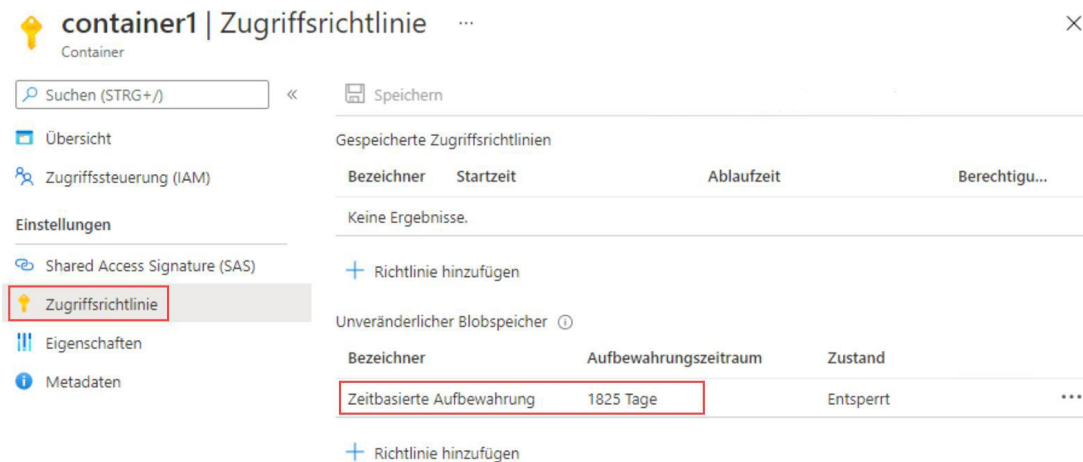 container1 | Zugriffsrichtlinie ...
Container
Suchen (STRG+/)
«
Übersicht
Zugriffssteuerung (IAM)
Einstellungen
Shared Access Signature (SAS)
Zugriffsrichtlinie
Eigenschaften
Metadaten
Speichern
Gespeicherte Zugriffsrichtlinien
Bezeichner Startzeit Ablaufzeit Berechtigu...
Keine Ergebnisse.
+ Richtlinie hinzufügen
Unveränderlicher Blobspeicher
Bezeichner Aufbewahrungszeitraum Zustand
Zeitbasierte Aufbewahrung 1825 Tage Entsperrt ...
+ Richtlinie hinzufügen